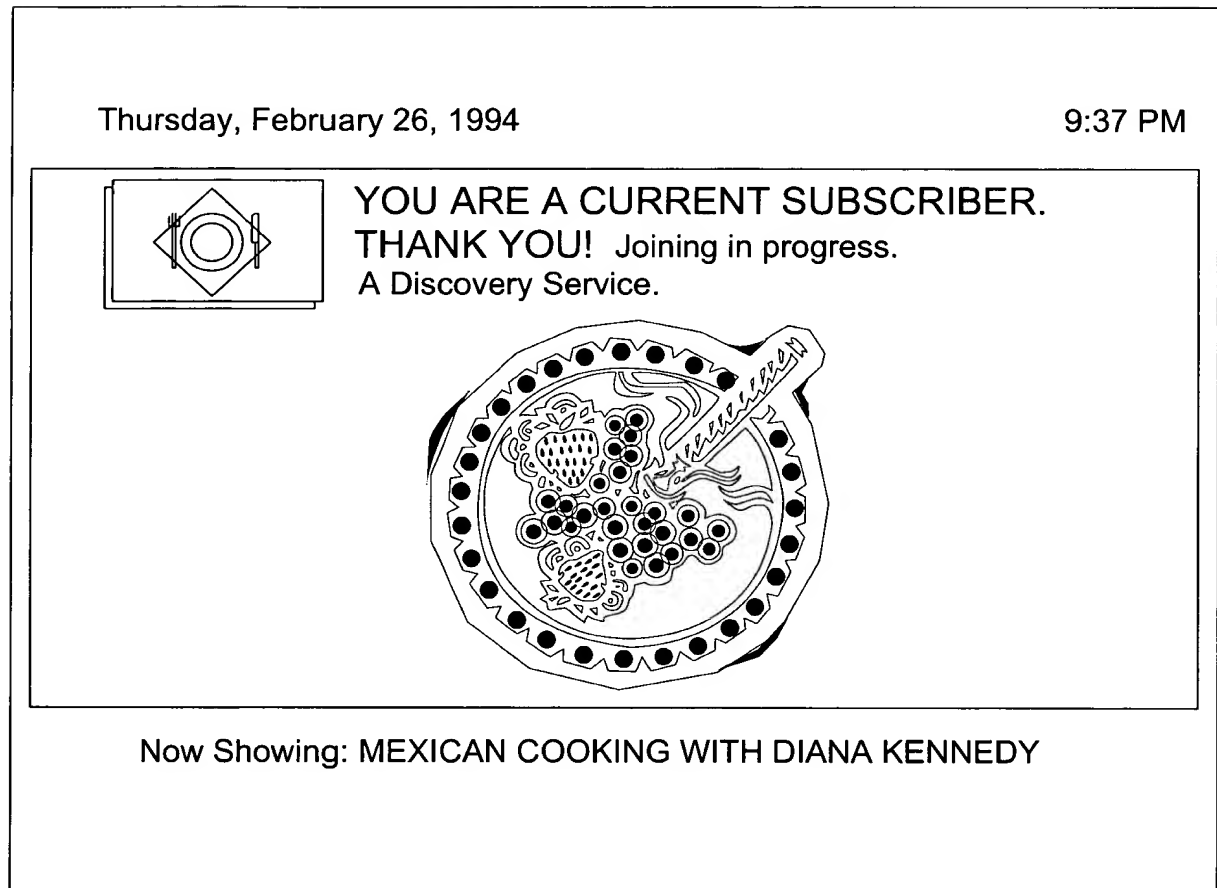 Thursday, February 26, 1994 9:37 PM
YOU ARE A CURRENT SUBSCRIBER.
THANK YOU! Joining in progress.
A Discovery Service.
Now Showing: MEXICAN COOKING WITH DIANA KENNEDY